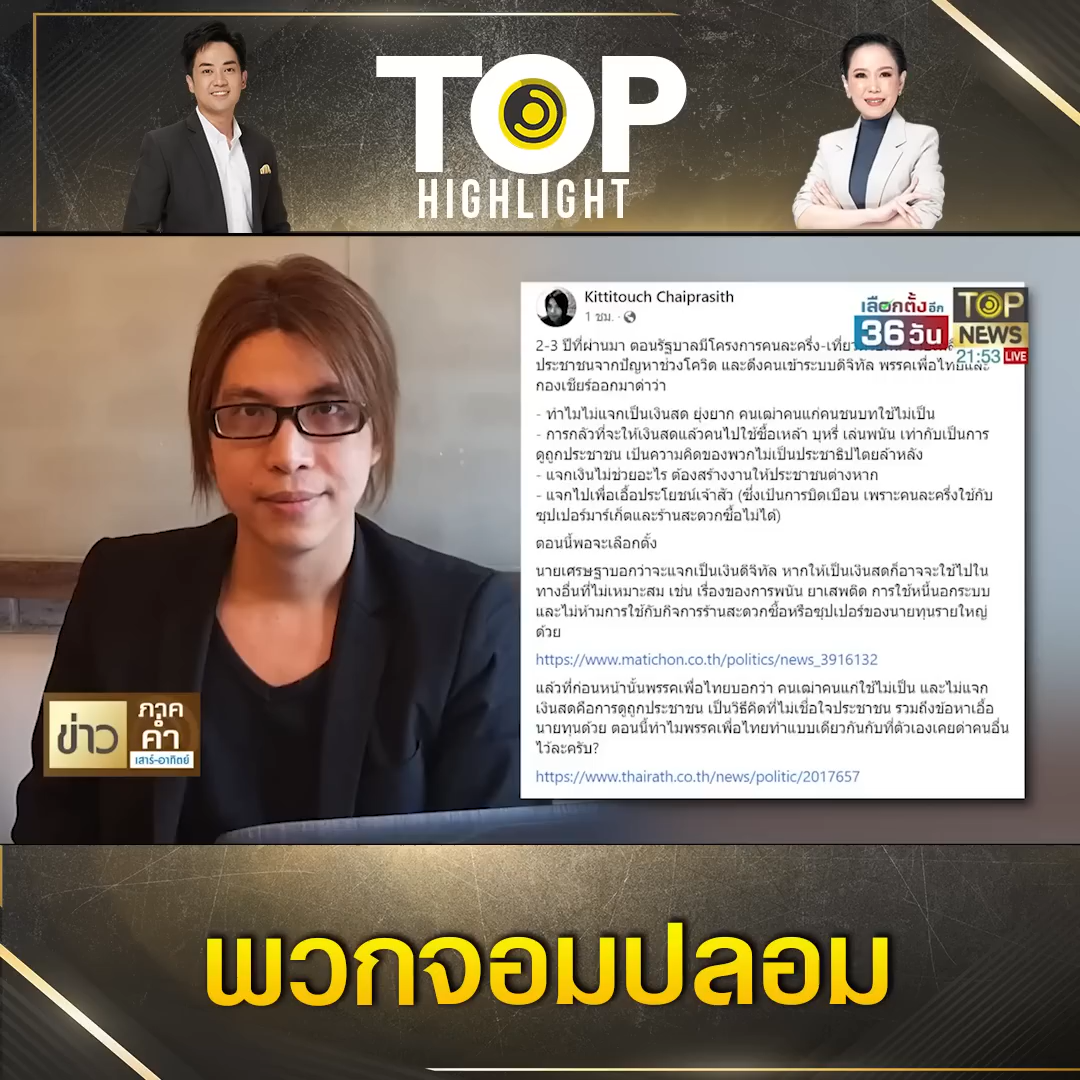 TOP
HIGHLIGHT
Kittitouch Chaiprasith
1 ชม. ·
เลือกตั้งอีก
36 วัน
TOP
NEWS
21:53 LIVE
2-3 ปีที่ผ่านมา ตอนรัฐบาลมีโครงการคนละครึ่ง-เที่ยว
ประชาชนจากปัญหาช่วงโควิด และดึงคนเข้าระบบดิจิทัล พรรคเพื่อไทยและ
กองเชียร์ออกมาด่าว่า
- ทำไมไม่แจกเป็นเงินสด ยุ่งยาก คนเฒ่าคนแก่คนชนบทใช้ไม่เป็น
- การกลัวที่จะให้เงินสดแล้วคนไปใช้ซื้อเหล้า บุหรี่ เล่นพนัน เท่ากับเป็นการ
ดูถูกประชาชน เป็นความคิดของพวกไม่เป็นประชาธิปไตยล้าหลัง
- แจกเงินไม่ช่วยอะไร ต้องสร้างงานให้ประชาชนต่างหาก
- แจกไปเพื่อเอื้อประโยชน์เจ้าสัว (ซึ่งเป็นการบิดเบือน เพราะคนละครึ่งใช้กับ
ซุปเปอร์มาร์เก็ตและร้านสะดวกซื้อไม่ได้)
ตอนนี้พอจะเลือกตั้ง
นายเศรษฐาบอกว่าจะแจกเป็นเงินดิจิทัล หากให้เป็นเงินสดก็อาจจะใช้ไปใน
ทางอื่นที่ไม่เหมาะสม เช่น เรื่องของการพนัน ยาเสพติด การใช้หนี้นอกระบบ
และไม่ห้ามการใช้กับกิจการร้านสะดวกซื้อหรือซุปเปอร์ของนายทุนรายใหญ่
ด้วย
https://www.matichon.co.th/politics/news_3916132
แล้วที่ก่อนหน้านั้นพรรคเพื่อไทยบอกว่า คนเฒ่าคนแก่ใช้ไม่เป็น และไม่แจก
เงินสดคือการดูถูกประชาชน เป็นวิธีคิดที่ไม่เชื่อใจประชาชน รวมถึงข้อหาเอื้อ
นายทุนด้วย ตอนนี้ทำไมพรรคเพื่อไทยทำแบบเดียวกันกับที่ตัวเองเคยด่าคนอื่น
ไว้ละครับ?
https://www.thairath.co.th/news/politic/2017657
ข่าว
ภาค
ค่ำ
เสาร์-อาทิตย์
พวกจอมปลอม